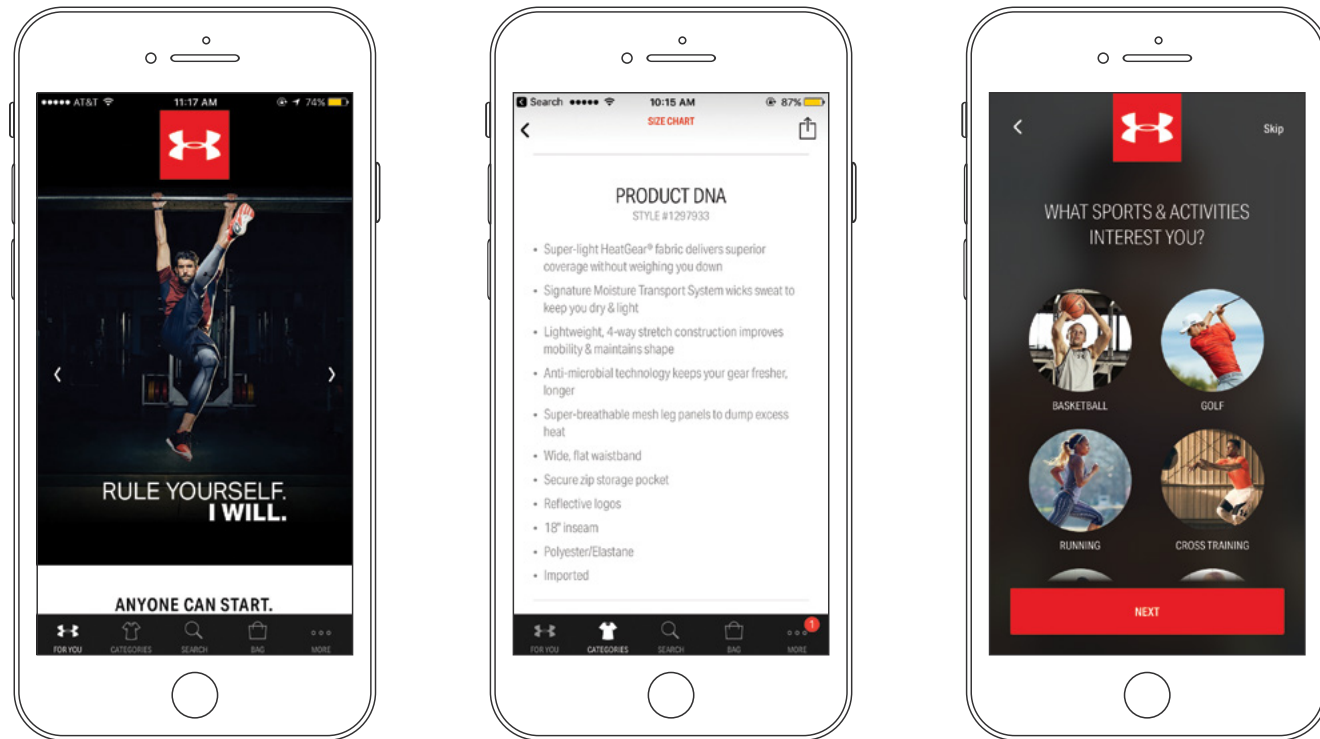 AT&T
11:17 AM
74%
RULE YOURSELF.
I WILL.
ANYONE CAN START.
FOR YOU
CATEGORIES
SEARCH
BAG
MORE
Search
10:15 AM
87%
SIZE CHART
PRODUCT DNA
STYLE #1297933
• Super-light HeatGear® fabric delivers superior
coverage without weighing you down
• Signature Moisture Transport System wicks sweat to
keep you dry & light
• Lightweight, 4-way stretch construction improves
mobility & maintains shape
• Anti-microbial technology keeps your gear fresher,
longer
• Super-breathable mesh leg panels to dump excess
heat
• Wide, flat waistband
• Secure zip storage pocket
• Reflective logos
• 18" inseam
• Polyester/Elastane
• Imported
1
FOR YOU
CATEGORIES
SEARCH
BAG
MORE
Skip
WHAT SPORTS & ACTIVITIES
INTEREST YOU?
BASKETBALL
GOLF
RUNNING
CROSS TRAINING
NEXT